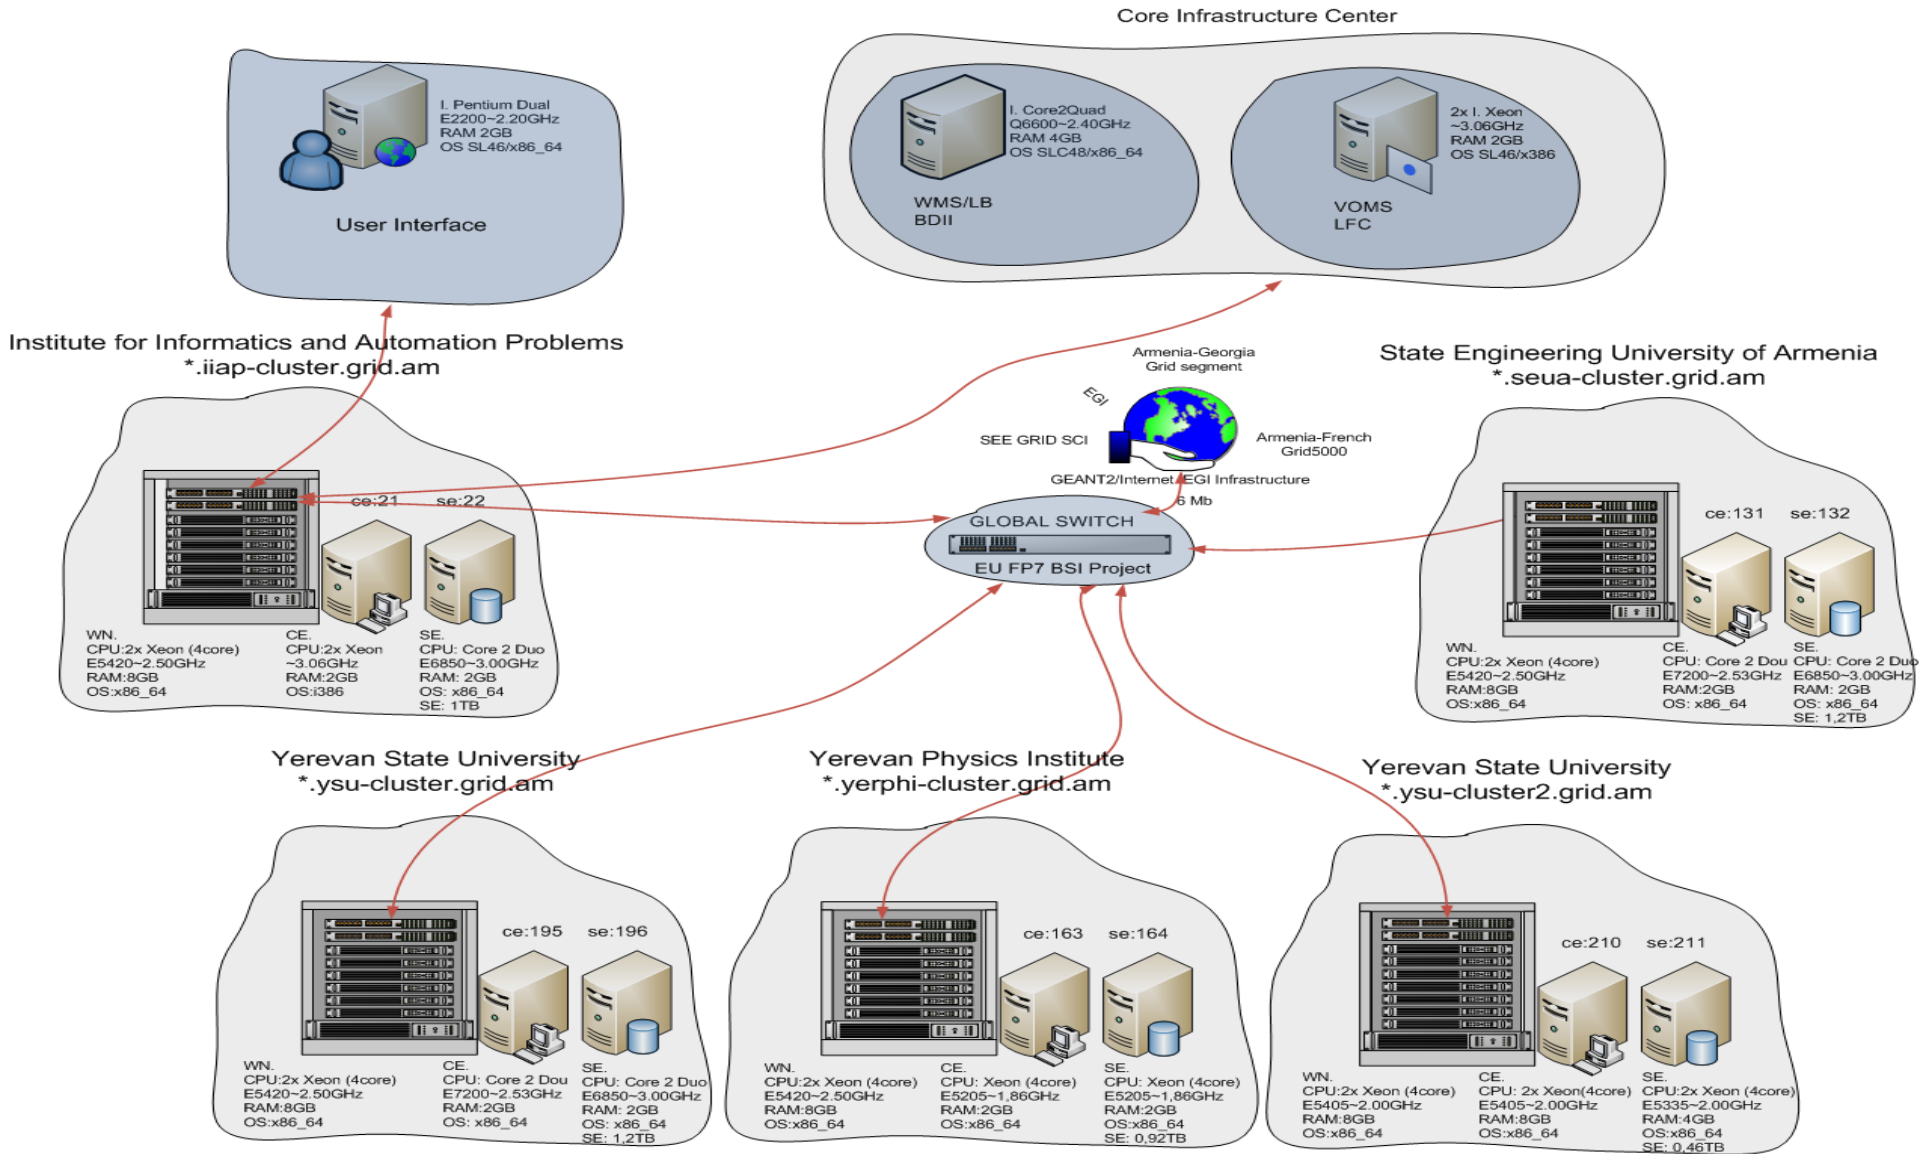 Core Infrastructure Center
I. Pentium Dual
E2200~2.20GHz
RAM 2GB
OS SL46/x86_64
User Interface
I. Core2Quad
Q6600~2.40GHz
RAM 4GB
OS SLC48/x86_64
WMS/LB
BDII
2x I. Xeon
~3.06GHz
RAM 2GB
OS SL46/x386
VOMS
LFC
Institute for Informatics and Automation Problems
*.iiap-cluster.grid.am
ce:21
se:22
WN.
CPU:2x Xeon (4core)
E5420~2.50GHz
RAM:8GB
OS:x86_64
CE.
CPU:2x Xeon
~3.06GHz
RAM:2GB
OS:i386
SE.
CPU: Core 2 Duo
E6850~3.00GHz
RAM: 2GB
OS: x86_64
SE: 1TB
Armenia-Georgia
Grid segment
EGI
SEE GRID SCI
Armenia-French
Grid5000
GEANT2/Internet/EGI Infrastructure
6 Mb
GLOBAL SWITCH
EU FP7 BSI Project
State Engineering University of Armenia
*.seua-cluster.grid.am
ce:131
se:132
WN.
CPU:2x Xeon (4core)
E5420~2.50GHz
RAM:8GB
OS:x86_64
CE.
CPU: Core 2 Dou
E7200~2.53GHz
RAM:2GB
OS: x86_64
SE.
CPU: Core 2 Duo
E6850~3.00GHz
RAM: 2GB
OS: x86_64
SE: 1,2TB
Yerevan State University
*.ysu-cluster.grid.am
ce:195
se:196
WN.
CPU:2x Xeon (4core)
E5420~2.50GHz
RAM:8GB
OS:x86_64
CE.
CPU: Core 2 Dou
E7200~2.53GHz
RAM:2GB
OS: x86_64
SE.
CPU: Core 2 Duo
E6850~3.00GHz
RAM: 2GB
OS: x86_64
SE: 1,2TB
Yerevan Physics Institute
*.yerphi-cluster.grid.am
ce:163
se:164
WN.
CPU:2x Xeon (4core)
E5420~2.50GHz
RAM:8GB
OS:x86_64
CE.
CPU: Xeon (4core)
E5205~1,86GHz
RAM:2GB
OS:x86_64
SE.
CPU: Xeon (4core)
E5205~1,86GHz
RAM:2GB
OS:x86_64
SE: 0,92TB
Yerevan State University
*.ysu-cluster2.grid.am
ce:210
se:211
WN.
CPU:2x Xeon (4core)
E5405~2.00GHz
RAM:8GB
OS:x86_64
CE.
CPU: 2x Xeon(4core)
E5405~2.00GHz
RAM:8GB
OS:x86_64
SE.
CPU:2x Xeon (4core)
E5335~2.00GHz
RAM:4GB
OS:x86_64
SE: 0,46TB